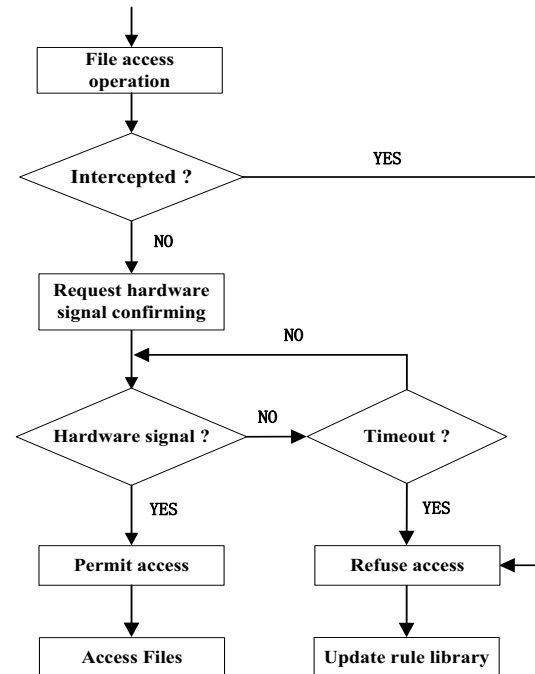 File access
operation
Intercepted ?
YES
NO
Request hardware
signal confirming
NO
Hardware signal ?
NO
Timeout ?
YES
YES
Permit access
Refuse access
Access Files
Update rule library